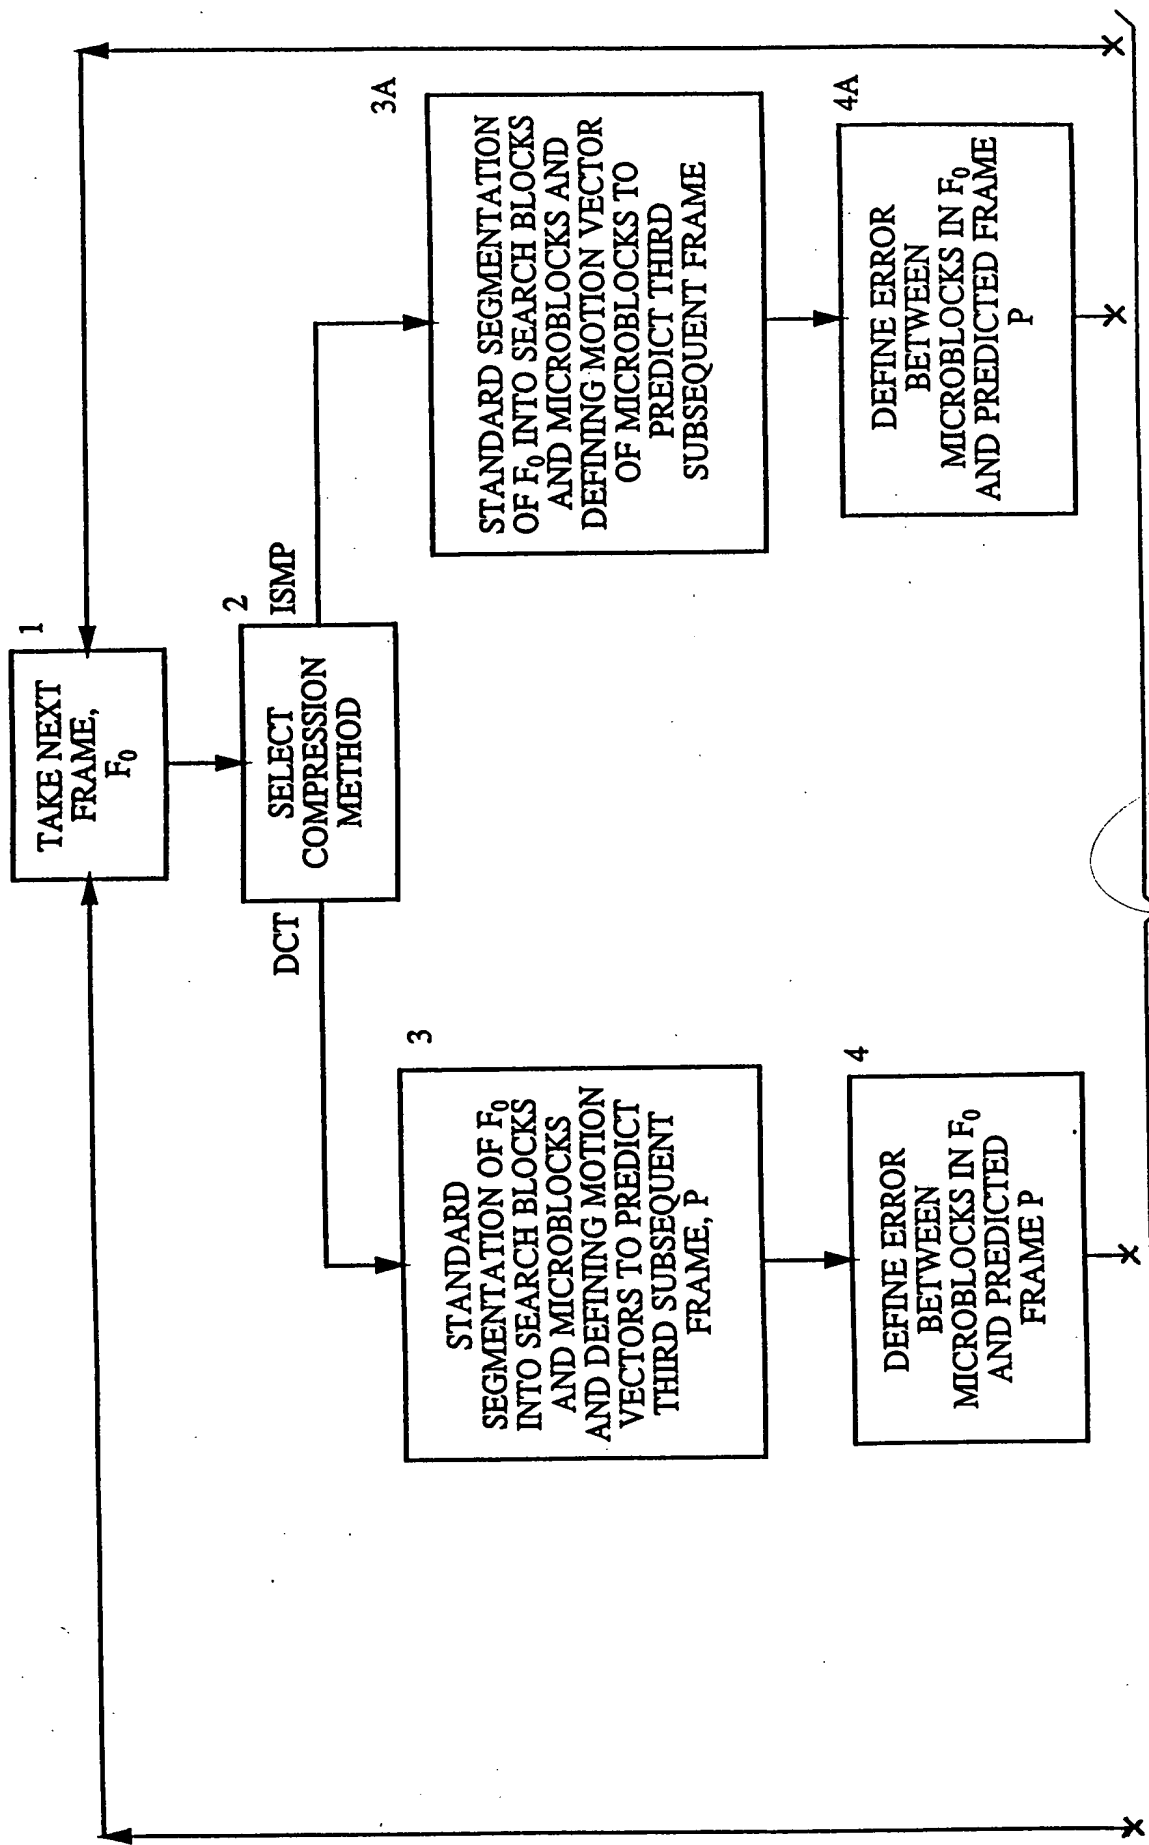 1
TAKE NEXT
FRAME,
F₀
2
SELECT
COMPRESSION
METHOD
DCT
ISMP
3
STANDARD
SEGMENTATION OF F₀
INTO SEARCH BLOCKS
AND MICROBLOCKS
AND DEFINING MOTION
VECTORS TO PREDICT
THIRD SUBSEQUENT
FRAME, P
3A
STANDARD SEGMENTATION
OF F₀ INTO SEARCH BLOCKS
AND MICROBLOCKS AND
DEFINING MOTION VECTOR
OF MICROBLOCKS TO
PREDICT THIRD
SUBSEQUENT FRAME
4
DEFINE ERROR
BETWEEN
MICROBLOCKS IN F₀
AND PREDICTED
FRAME P
4A
DEFINE ERROR
BETWEEN
MICROBLOCKS IN F₀
AND PREDICTED FRAME
P